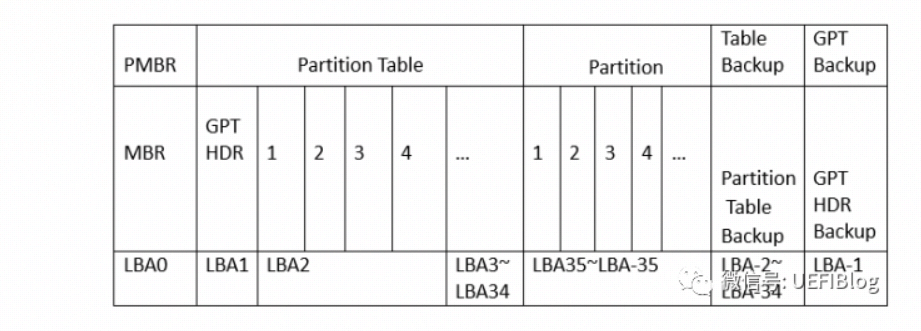 PMBR
Partition Table
Partition
Table
Backup
GPT
Backup
MBR
GPT
HDR
1
2
3
4
...
1
2
3
4
...
Partition
Table
Backup
GPT
HDR
Backup
LBA0
LBA1
LBA2
LBA3~
LBA34
LBA35~LBA-35
LBA-2~
LBA-34
LBA-1
微信号: UEFIBlog